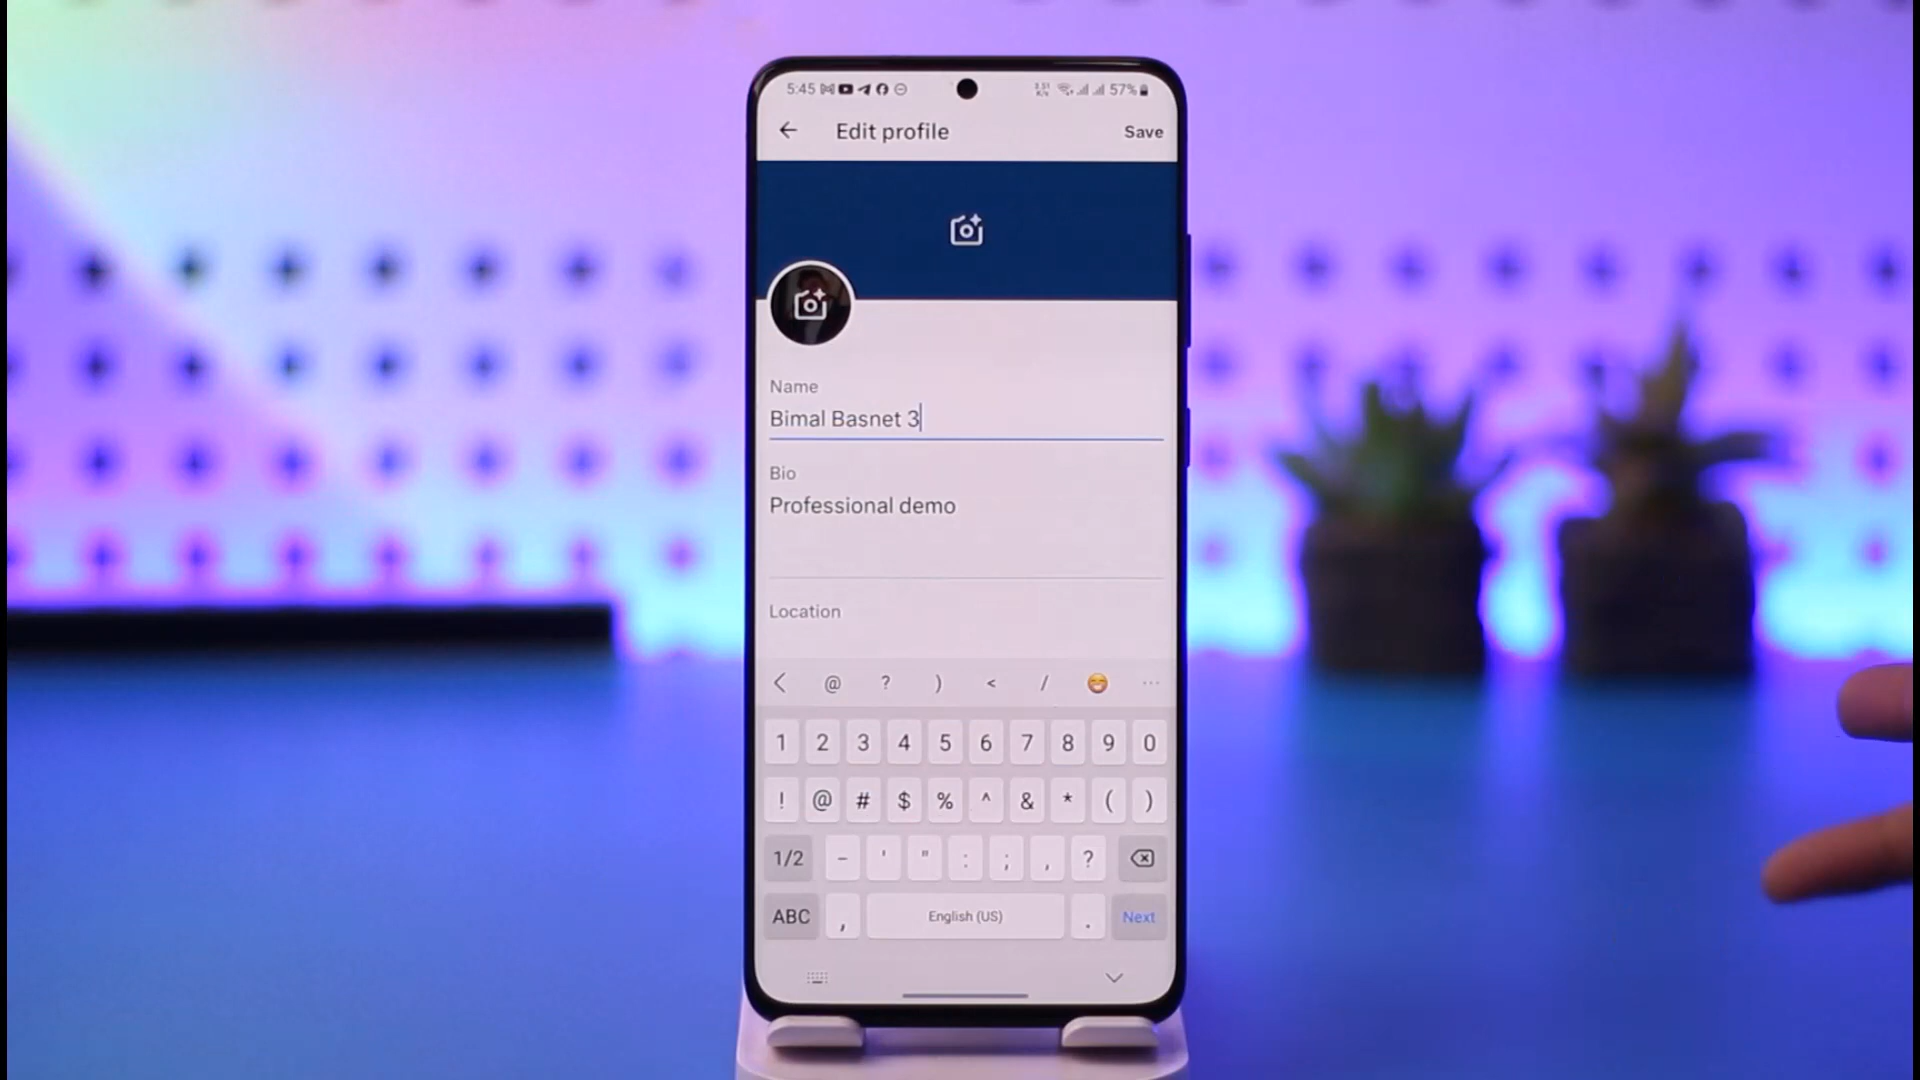 5:45 57%
Edit profile Save
Name
Bimal Basnet 3
Bio
Professional demo
Location
@ ? ) < /
1 2 3 4 5 6 7 8 9 0
! @ # $ % ^ & * ( )
1/2 - ' " : ; , ?
ABC , English (US) . Next